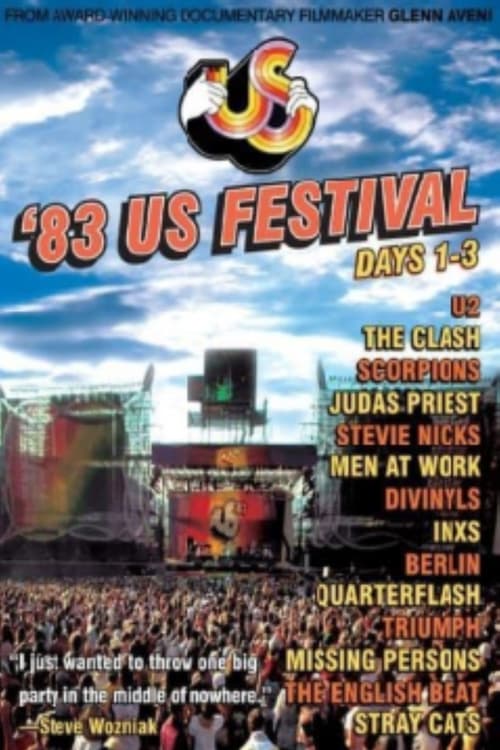 FROM AWARD-WINNING DOCUMENTARY FILMMAKER GLENN AVENI
US
'83 US FESTIVAL
DAYS 1-3
U2
THE CLASH
SCORPIONS
JUDAS PRIEST
STEVIE NICKS
MEN AT WORK
DIVINYLS
INXS
BERLIN
QUARTERFLASH
TRIUMPH
MISSING PERSONS
THE ENGLISH BEAT
STRAY CATS
US
"I just wanted to throw one big
party in the middle of nowhere."
—Steve Wozniak